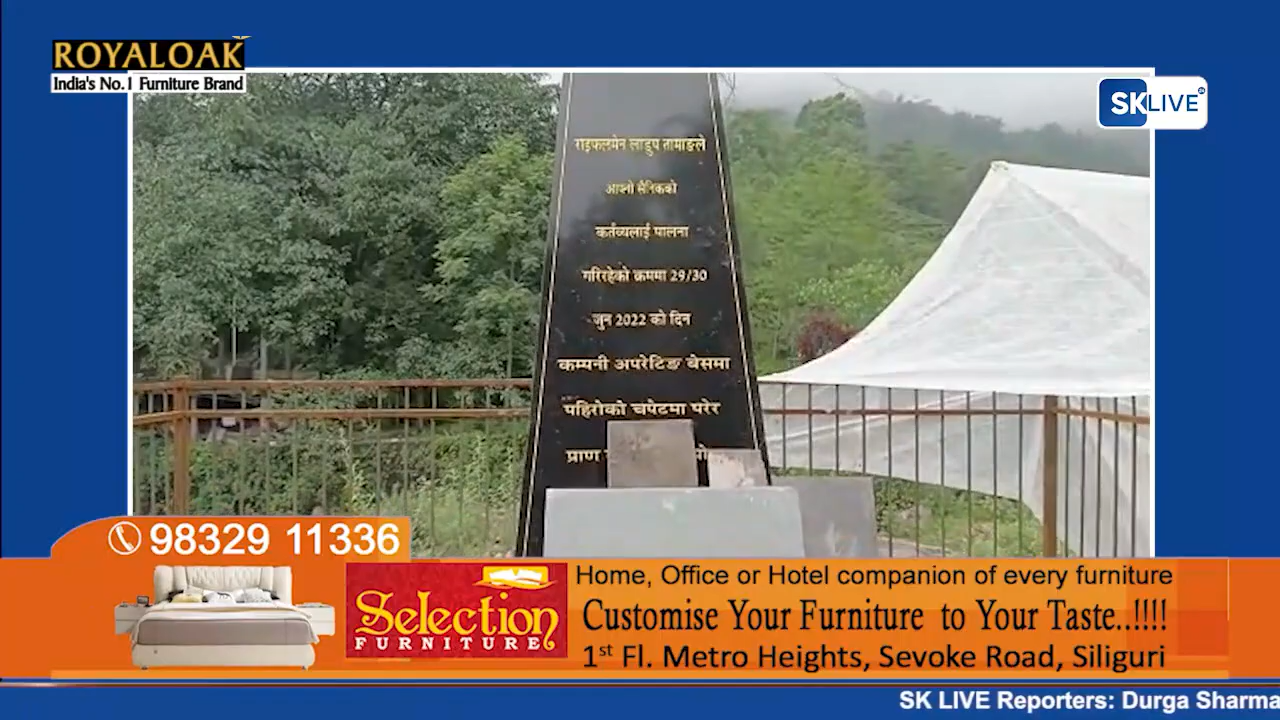 ROYALOAK
India's No.1 Furniture Brand
SKLIVE
राइफलमेन लाडुप तामाङले
आफ्नो सैनिकको
कर्तव्यलाई पालना
गरिरहेको क्रममा 29/30
जुन 2022 को दिन
कम्पनी अपरेटिङ बेसमा
पहिरोको चपेटमा परेर
प्राण
98329 11336
Selection
FURNITURE
Home, Office or Hotel companion of every furniture
Customise Your Furniture to Your Taste..!!!!
1st Fl. Metro Heights, Sevoke Road, Siliguri
SK LIVE Reporters: Durga Sharma